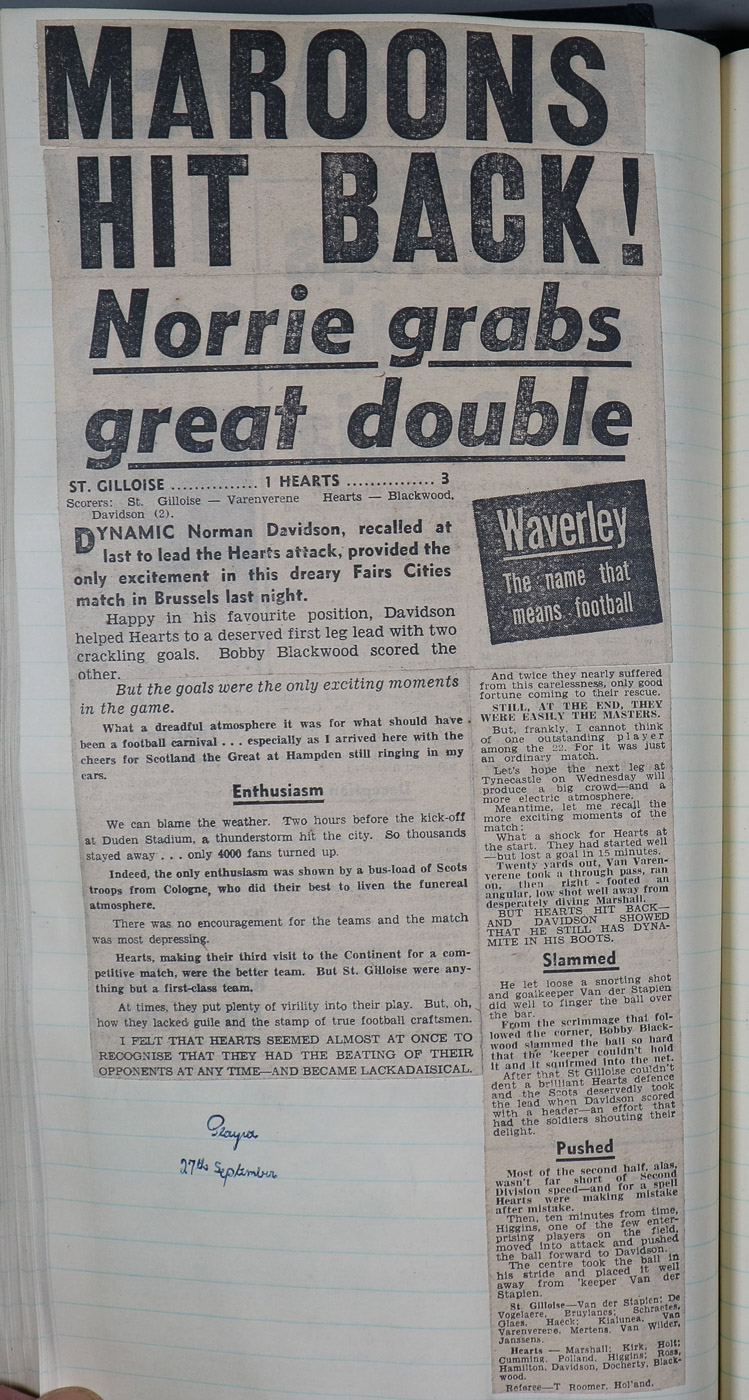 MAROONS
HIT BACK!
Norrie grabs
great double
ST. GILLOISE .............. 1 HEARTS .............. 3
Scorers: St. Gilloise — Varenverene Hearts — Blackwood,
Davidson (2).
DYNAMIC Norman Davidson, recalled at
last to lead the Hearts attack, provided the
only excitement in this dreary Fairs Cities
match in Brussels last night.
Happy in his favourite position, Davidson
helped Hearts to a deserved first leg lead with two
crackling goals. Bobby Blackwood scored the
other.
But the goals were the only exciting moments
in the game.
What a dreadful atmosphere it was for what should have
been a football carnival . . . especially as I arrived here with the
cheers for Scotland the Great at Hampden still ringing in my
ears.
Enthusiasm
We can blame the weather. Two hours before the kick-off
at Duden Stadium, a thunderstorm hit the city. So thousands
stayed away . . . only 4000 fans turned up.
Indeed, the only enthusiasm was shown by a bus-load of Scots
troops from Cologne, who did their best to liven the funereal
atmosphere.
There was no encouragement for the teams and the match
was most depressing.
Hearts, making their third visit to the Continent for a com-
petitive match, were the better team. But St. Gilloise were any-
thing but a first-class team.
At times, they put plenty of virility into their play. But, oh,
how they lacked guile and the stamp of true football craftsmen.
I FELT THAT HEARTS SEEMED ALMOST AT ONCE TO
RECOGNISE THAT THEY HAD THE BEATING OF THEIR
OPPONENTS AT ANY TIME—AND BECAME LACKADAISICAL.
Waverley
The name that
means football
And twice they nearly suffered
from this carelessness, only good
fortune coming to their rescue.
STILL, AT THE END, THEY
WERE EASILY THE MASTERS.
But, frankly, I cannot think
of one outstanding player
among the 22. For it was just
an ordinary match.
Let's hope the next leg at
Tynecastle on Wednesday will
produce a big crowd—and a
more electric atmosphere.
Meantime, let me recall the
more exciting moments of the
match:
What a shock for Hearts at
the start. They had started well
—but lost a goal in 15 minutes.
Twenty yards out, Van Varen-
verene took a through pass, ran
on, then right-footed an
angular, low shot well away from
desperately diving Marshall.
BUT HEARTS HIT BACK—
AND DAVIDSON SHOWED
THAT HE STILL HAS DYNA-
MITE IN HIS BOOTS.
Slammed
He let loose a snorting shot
and goalkeeper Van der Stapien
did well to finger the ball over
the bar.
From the scrimmage that fol-
lowed the corner, Bobby Black-
wood slammed the ball so hard
that the 'keeper couldn't hold
it and it squirmed into the net.
After that St Gilloise couldn't
dent a brilliant Hearts defence
and the Scots deservedly took
the lead when Davidson scored
with a header—an effort that
had the soldiers shouting their
delight.
Pushed
Most of the second half, alas,
wasn't far short of Second
Division speed—and for a spell
Hearts were making mistake
after mistake.
Then, ten minutes from time,
Higgins, one of the few enter-
prising players on the field,
moved into attack and pushed
the ball forward to Davidson.
The centre took the ball in
his stride and placed it well
away from 'keeper Van der
Stapien.
St. Gilloise—Van der Stapien; De
Vogelaere, Bruylants; Schraetes,
Glaes, Haeck; Kialunea, Van
Varenverene, Mertens, Van Wilder,
Janssens.
Hearts — Marshall; Kirk, Holt;
Cumming, Polland, Higgins; Ross,
Hamilton, Davidson, Docherty, Black-
wood.
Referee—T Roomer, Holland.
27th September